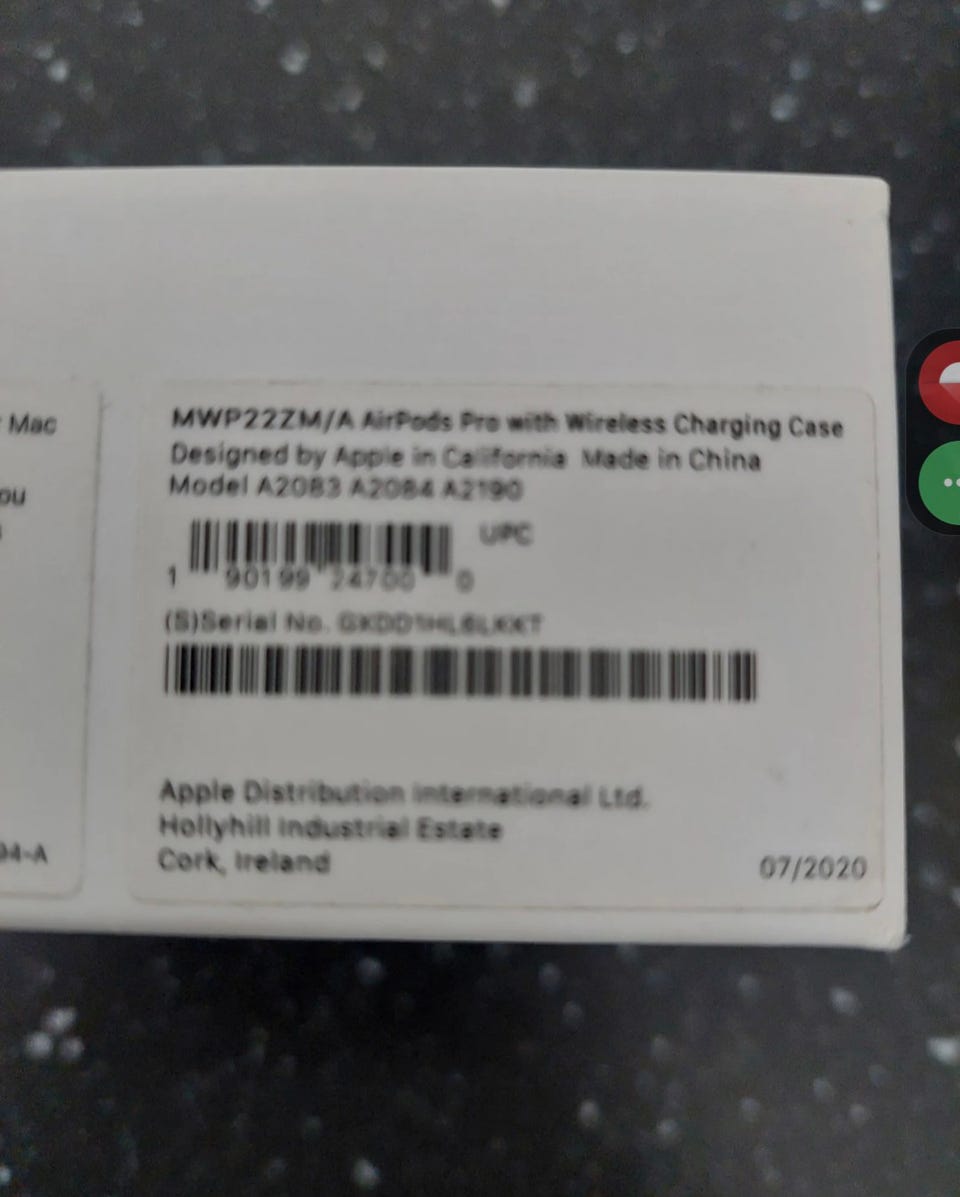 Mac
ou
94-A
MWP22ZM/A AirPods Pro with Wireless Charging Case
Designed by Apple in California Made in China
Model A2083 A2084 A2190
UPC
1 90199 24700 0
(S)Serial No.
Apple Distribution International Ltd.
Hollyhill Industrial Estate
Cork, Ireland
07/2020